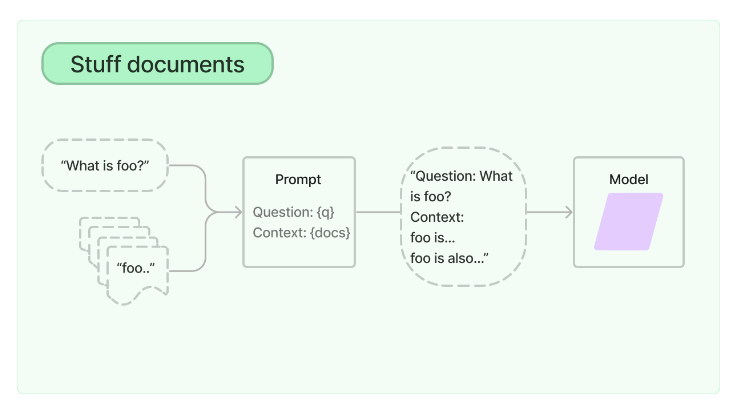 Stuff documents
“What is foo?”
“foo..”
Prompt
Question: {q}
Context: {docs}
“Question: What
is foo?
Context:
foo is...
foo is also...”
Model